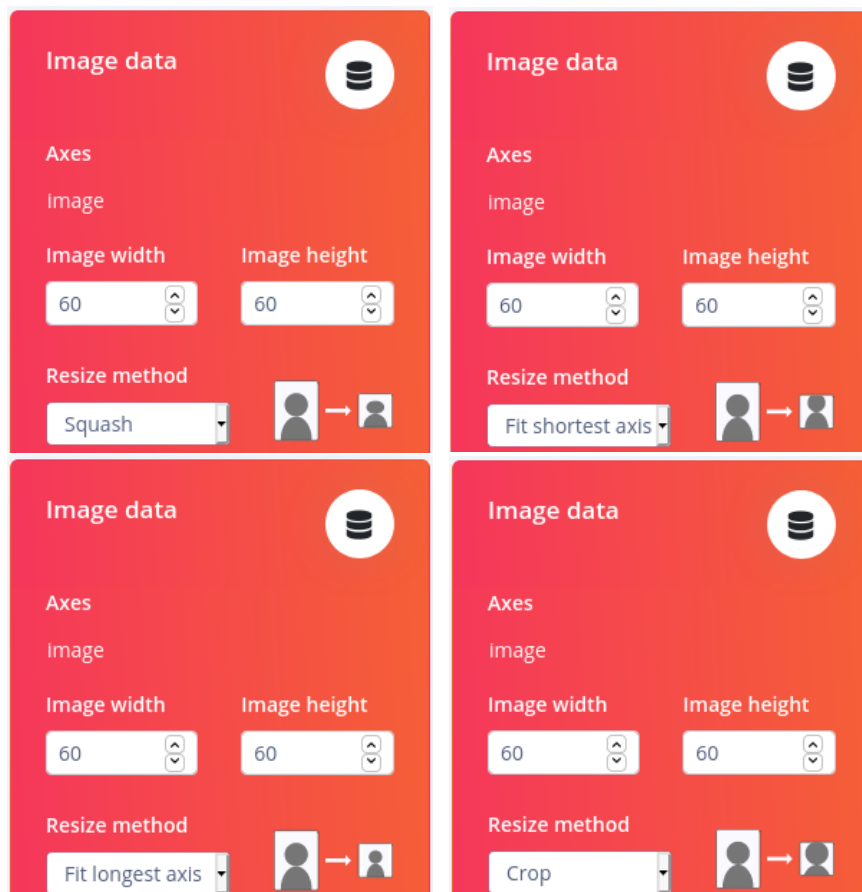 Image data
Axes
image
Image width Image height
60 60
Resize method
Squash
Image data
Axes
image
Image width Image height
60 60
Resize method
Fit shortest axis
Image data
Axes
image
Image width Image height
60 60
Resize method
Fit longest axis
Image data
Axes
image
Image width Image height
60 60
Resize method
Crop